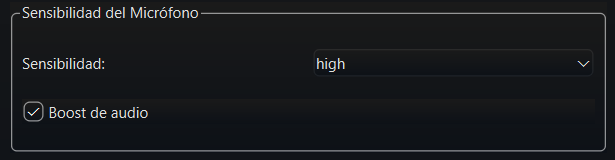 Sensibilidad del Micrófono
Sensibilidad: high
Boost de audio